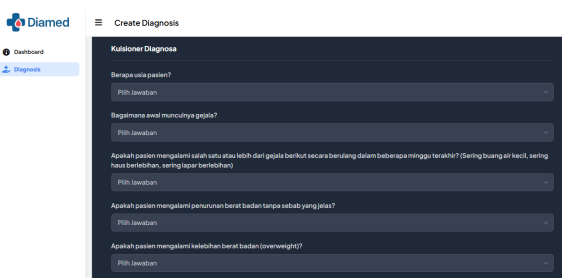 Diamed
Create Diagnosis
Dashboard
Diagnosis
Kuisioner Diagnosa
Berapa usia pasien?
Pilih Jawaban
Bagaimana awal munculnya gejala?
Pilih Jawaban
Apakah pasien mengalami salah satu atau lebih dari gejala berikut secara berulang dalam beberapa minggu terakhir? (Sering buang air kecil, sering
haus berlebihan, sering lapar berlebihan)
Pilih Jawaban
Apakah pasien mengalami penurunan berat badan tanpa sebab yang jelas?
Pilih Jawaban
Apakah pasien mengalami kelebihan berat badan (overweight)?
Pilih Jawaban